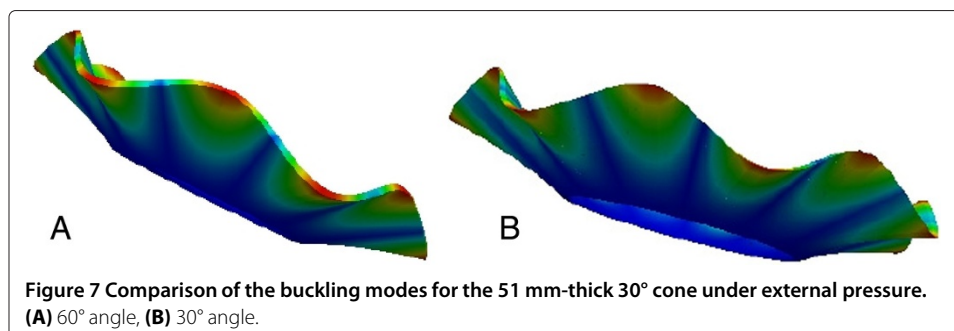 A
B
Figure 7 Comparison of the buckling modes for the 51 mm-thick 30° cone under external pressure.
(A) 60° angle, (B) 30° angle.